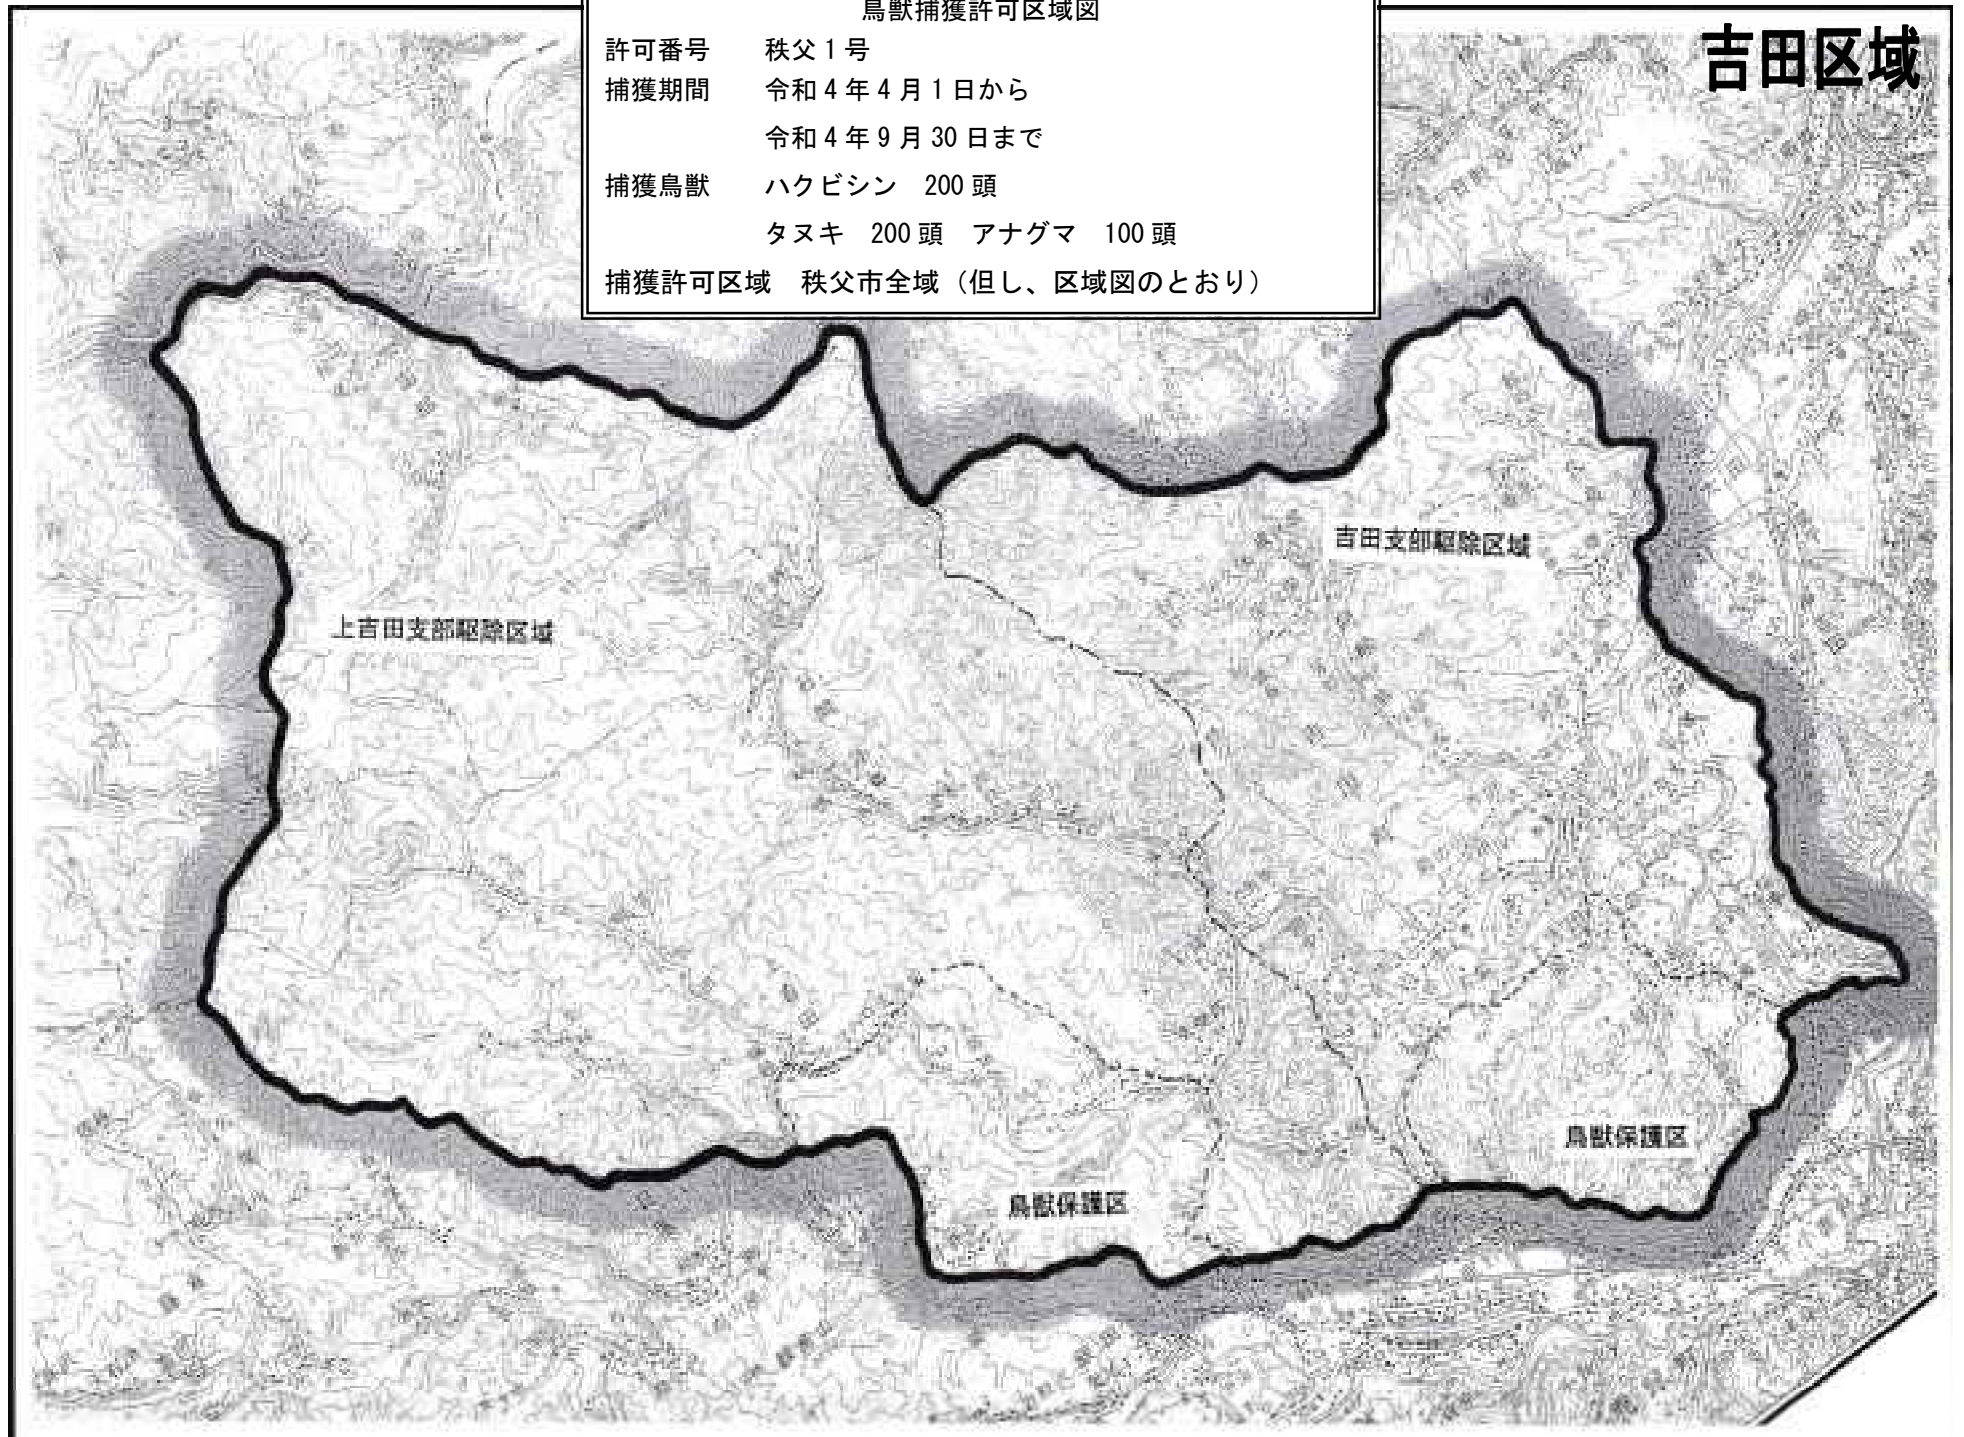 鳥獣捕獲許可区域図
吉田区域
許可番号　秩父1号
捕獲期間　令和4年4月1日から
令和4年9月30日まで
捕獲鳥獣　ハクビシン　200頭
タヌキ　200頭　アナグマ　100頭
捕獲許可区域　秩父市全域（但し、区域図のとおり）
吉田支部駆除区域
上吉田支部駆除区域
鳥獣保護区
鳥獣保護区